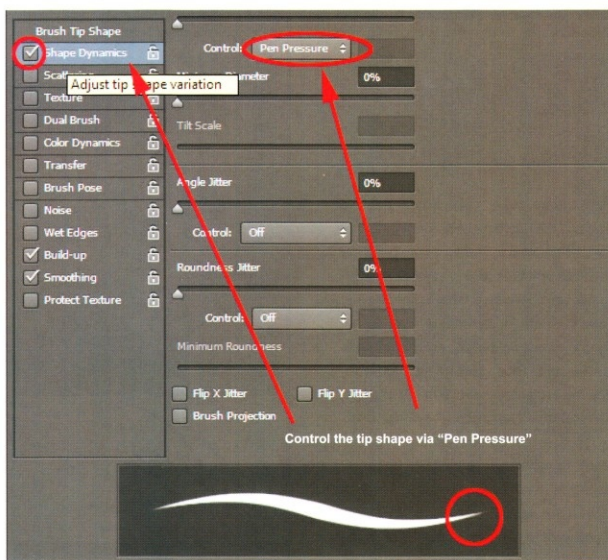 Brush Tip Shape
Shape Dynamics
Adjust tip shape variation
Texture
Dual Brush
Color Dynamics
Transfer
Brush Pose
Noise
Wet Edges
Build-up
Smoothing
Protect Texture
Control: Pen Pressure
Diameter 0%
Tilt Scale
Angle Jitter 0%
Control: Off
Roundness Jitter 0%
Control: Off
Minimum Roundness
Flip X Jitter Flip Y Jitter
Brush Projection
Control the tip shape via “Pen Pressure”